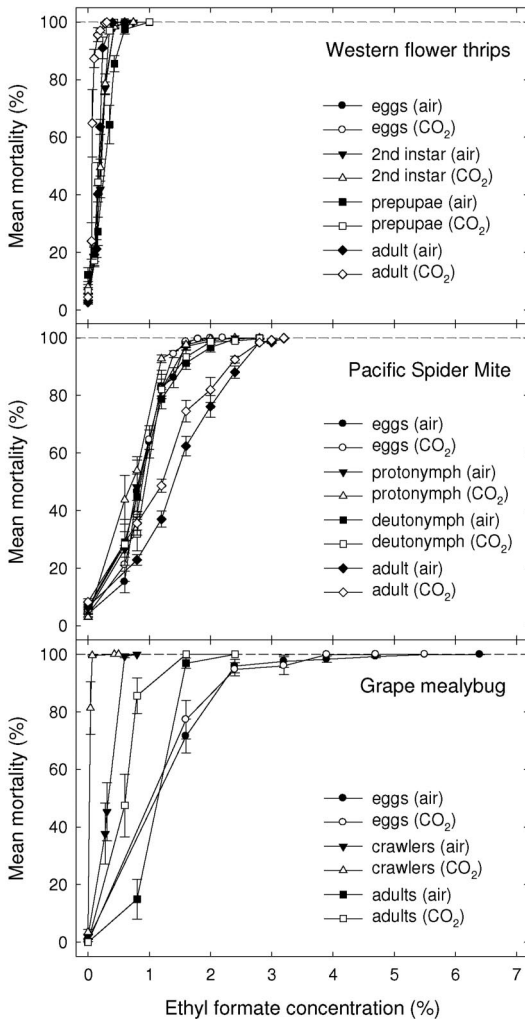 Mean mortality (%)
100
80
60
40
20
0
Western flower thrips
eggs (air)
eggs (CO₂)
2nd instar (air)
2nd instar (CO₂)
prepupae (air)
prepupae (CO₂)
adult (air)
adult (CO₂)
Mean mortality (%)
100
80
60
40
20
0
Pacific Spider Mite
eggs (air)
eggs (CO₂)
protonymph (air)
protonymph (CO₂)
deutonymph (air)
deutonymph (CO₂)
adult (air)
adult (CO₂)
Mean mortality (%)
100
80
60
40
20
0
Grape mealybug
eggs (air)
eggs (CO₂)
crawlers (air)
crawlers (CO₂)
adults (air)
adults (CO₂)
0 1 2 3 4 5 6 7
Ethyl formate concentration (%)